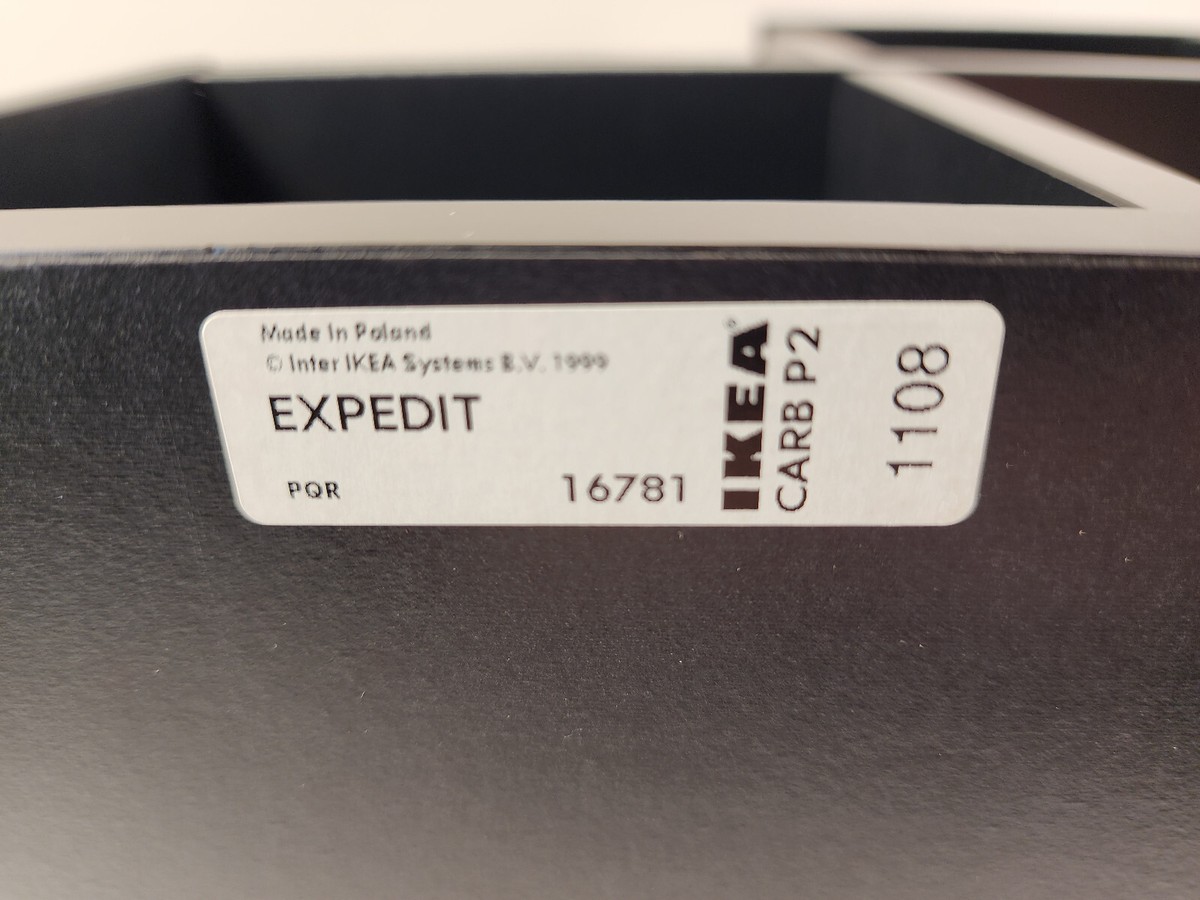 Made In Poland
© Inter IKEA Systems B.V. 1999
EXPEDIT
PQR
16781
IKEA®
CARB P2
1108